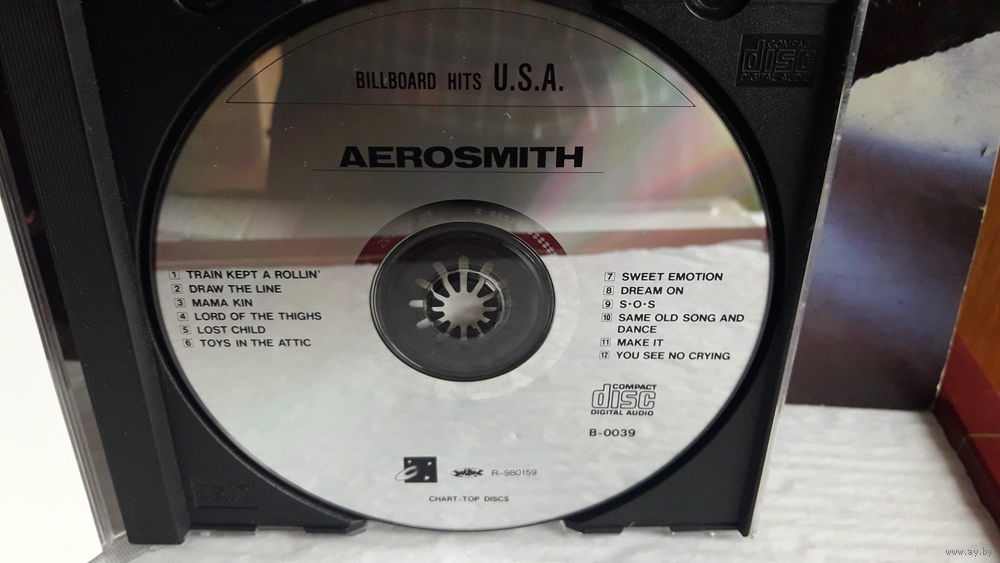 COMPACT
disc
DIGITAL AUDIO
BILLBOARD HITS U.S.A.
AEROSMITH
1 TRAIN KEPT A ROLLIN'
2 DRAW THE LINE
3 MAMA KIN
4 LORD OF THE THIGHS
5 LOST CHILD
6 TOYS IN THE ATTIC
7 SWEET EMOTION
8 DREAM ON
9 S·O·S
10 SAME OLD SONG AND
DANCE
11 MAKE IT
12 YOU SEE NO CRYING
COMPACT
disc
DIGITAL AUDIO
B-0039
R-980159
CHART-TOP DISCS
www.ay.by